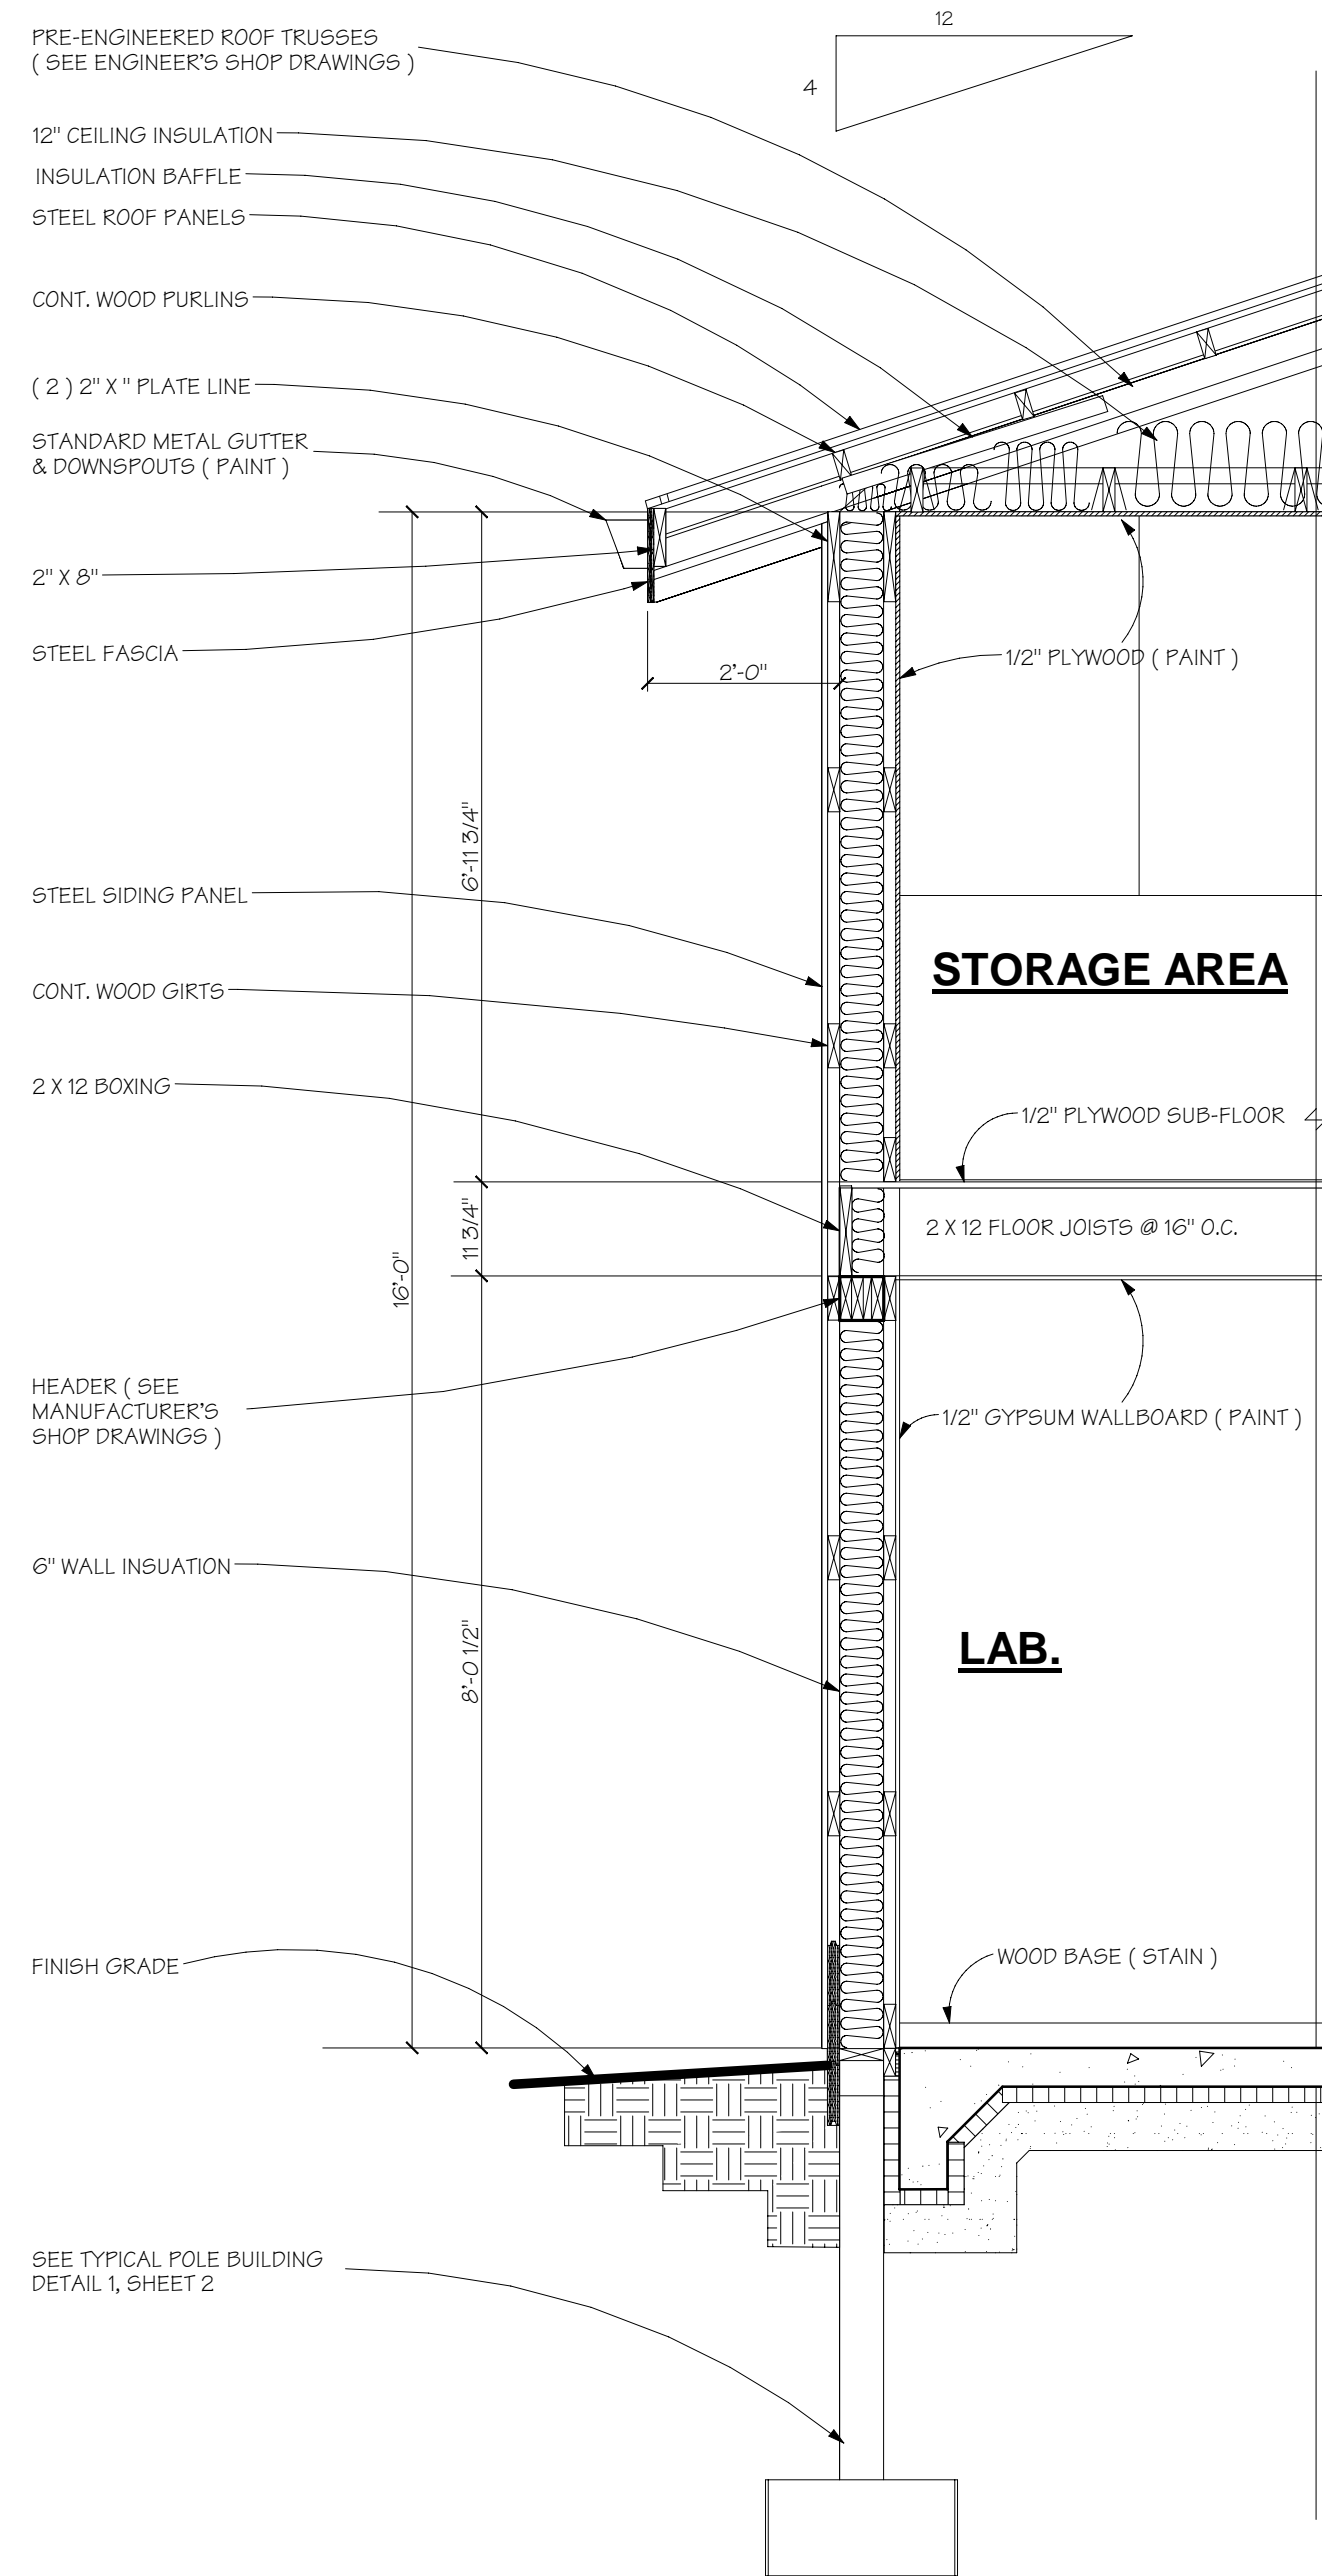 12
4
PRE-ENGINEERED ROOF TRUSSES
( SEE ENGINEER'S SHOP DRAWINGS )
12" CEILING INSULATION
INSULATION BAFFLE
STEEL ROOF PANELS
CONT. WOOD PURLINS
( 2 ) 2" X " PLATE LINE
STANDARD METAL GUTTER
& DOWNSPOUTS ( PAINT )
2" X 8"
STEEL FASCIA
2'-0"
1/2" PLYWOOD ( PAINT )
6'-11 3/4"
STEEL SIDING PANEL
STORAGE AREA
CONT. WOOD GIRTS
2 X 12 BOXING
1/2" PLYWOOD SUB-FLOOR
11 3/4"
2 X 12 FLOOR JOISTS @ 16" O.C.
16'-0"
HEADER ( SEE
MANUFACTURER'S
SHOP DRAWINGS )
1/2" GYPSUM WALLBOARD ( PAINT )
6" WALL INSUATION
8'-0 1/2"
LAB.
FINISH GRADE
WOOD BASE ( STAIN )
SEE TYPICAL POLE BUILDING
DETAIL 1, SHEET 2